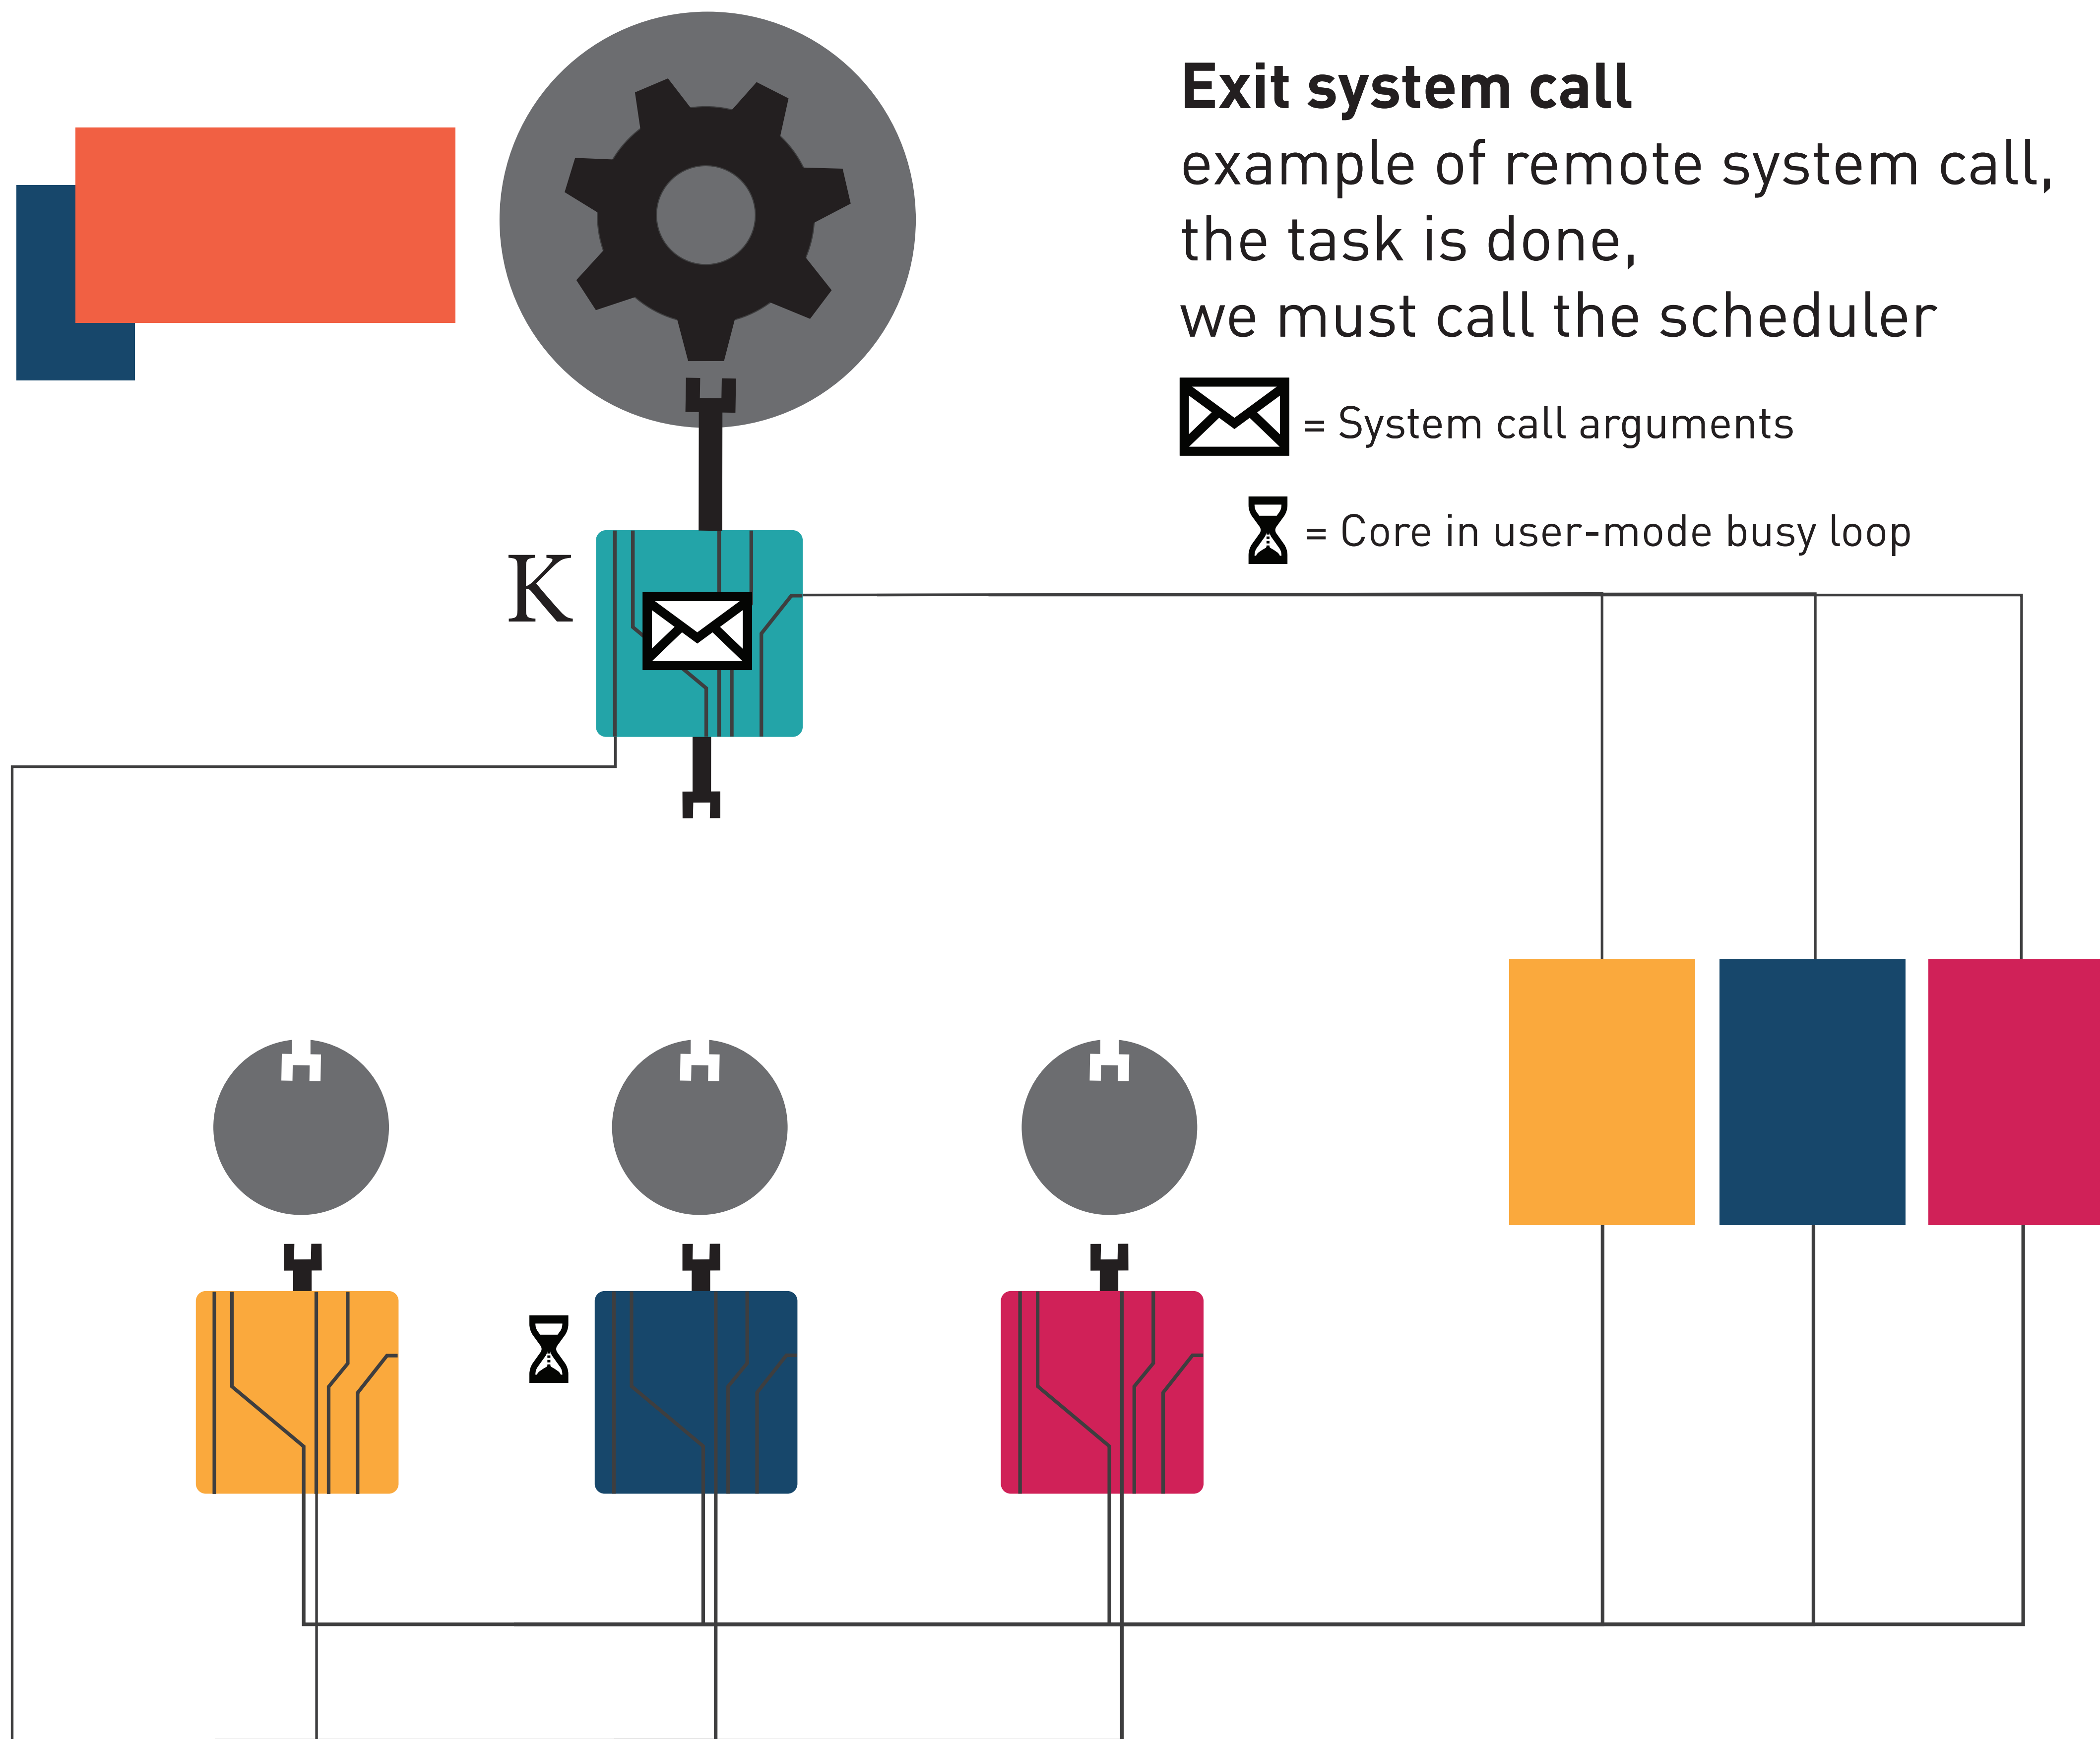 Exit system call
example of remote system call,
the task is done,
we must call the scheduler
= System call arguments
= Core in user-mode busy loop
K